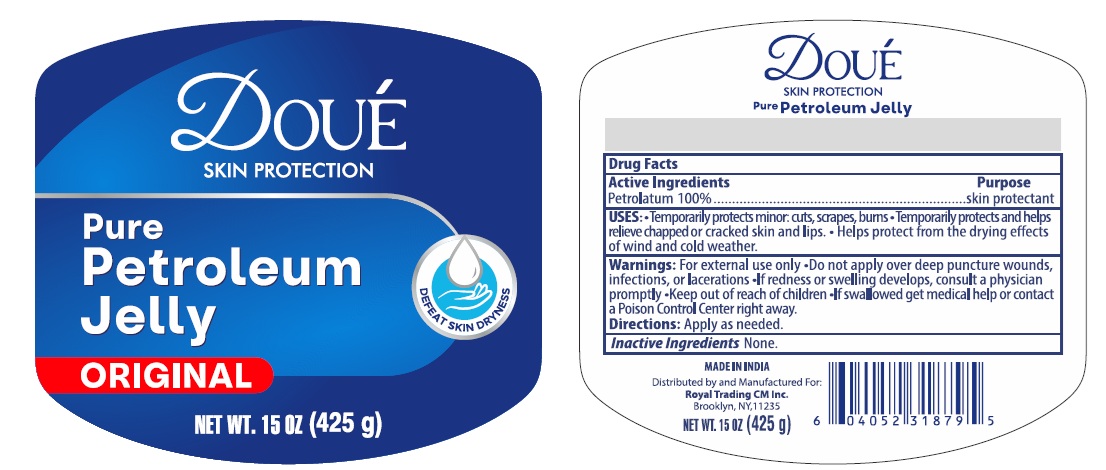 DOUÉ
SKIN PROTECTION
Pure
Petroleum
Jelly
DEFEAT SKIN DRYNESS
ORIGINAL
NET WT. 15 OZ (425 g)
DOUÉ
SKIN PROTECTION
Pure Petroleum Jelly
Drug Facts
Active Ingredients Purpose
Petrolatum 100%..................................................................skin protectant
USES: • Temporarily protects minor: cuts, scrapes, burns • Temporarily protects and helps
relieve chapped or cracked skin and lips. • Helps protect from the drying effects
of wind and cold weather.
Warnings: For external use only •Do not apply over deep puncture wounds,
infections, or lacerations •If redness or swelling develops, consult a physician
promptly •Keep out of reach of children •If swallowed get medical help or contact
a Poison Control Center right away.
Directions: Apply as needed.
Inactive Ingredients None.
MADE IN INDIA
Distributed by and Manufactured For:
Royal Trading CM Inc.
Brooklyn, NY,11235
NET WT. 15 OZ (425 g)
6 04052 31879 5